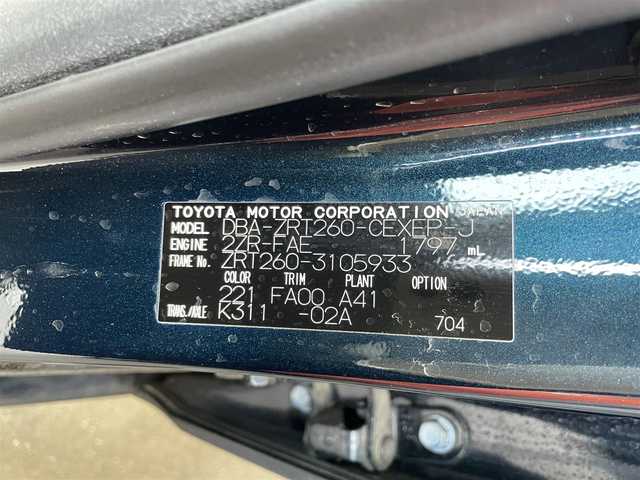 TOYOTA MOTOR CORPORATION JAPAN
MODEL DBA-ZRT260-CEXEP-J
ENGINE 2ZR-FAE 1797 mL
FRAME No. ZRT260-3105933
COLOR TRIM PLANT OPTION
221 FA00 A41
TRANS./AXLE K311 -02A 704